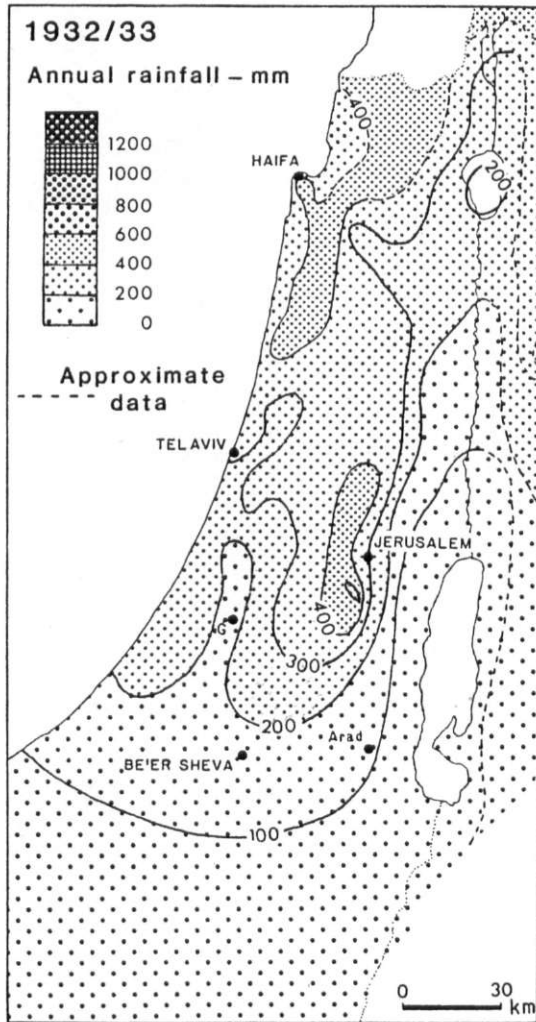 1932/33
Annual rainfall – mm
1200
1000
800
600
400
200
0
Approximate
data
400
HAIFA
200
TEL AVIV
JERUSALEM
400
G
300
200
Arad
BE'ER SHEVA
100
0 30
km